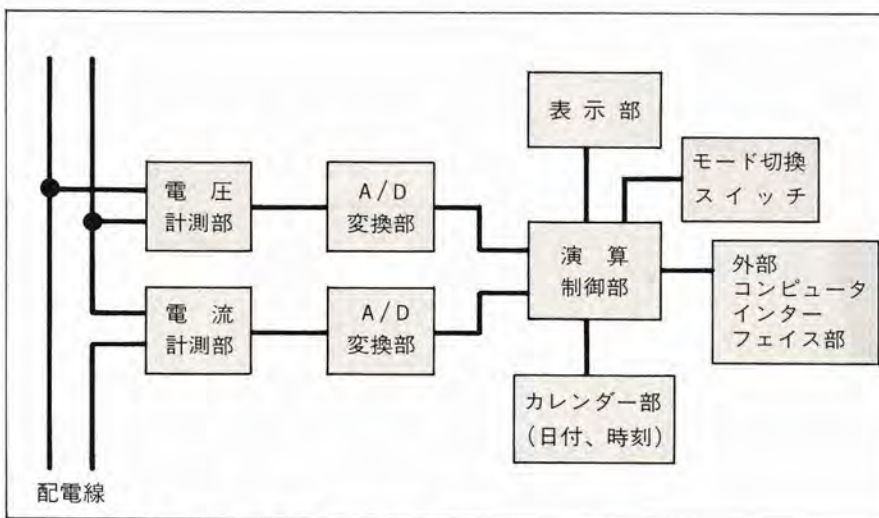 表示部
モード切換
スイッチ
電圧
計測部
A/D
変換部
演算
制御部
外部
コンピュータ
インター
フェイス部
電流
計測部
A/D
変換部
カレンダー部
(日付、時刻)
配電線